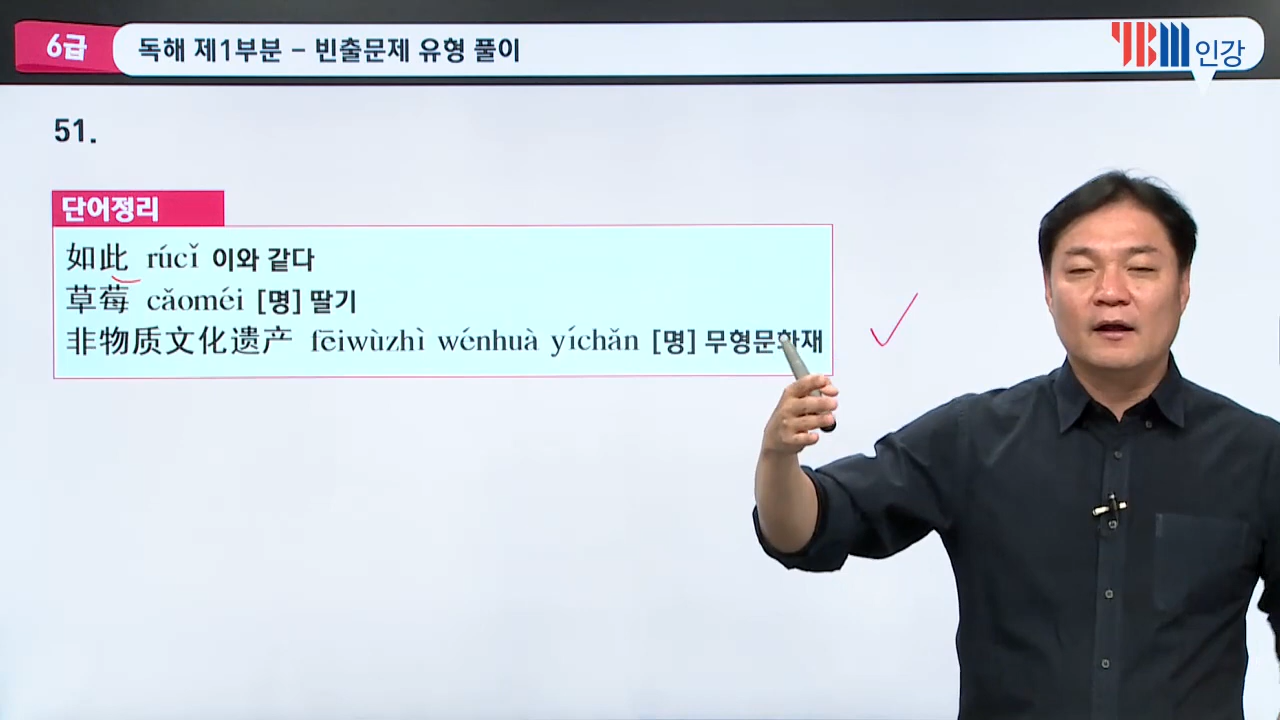 6급
독해 제1부분 – 빈출문제 유형 풀이
YBM 인강
51.
단어정리
如此 rúcǐ 이와 같다
草莓 cǎoméi [명] 딸기
非物质文化遗产 fēiwùzhì wénhuà yíchǎn [명] 무형문화재